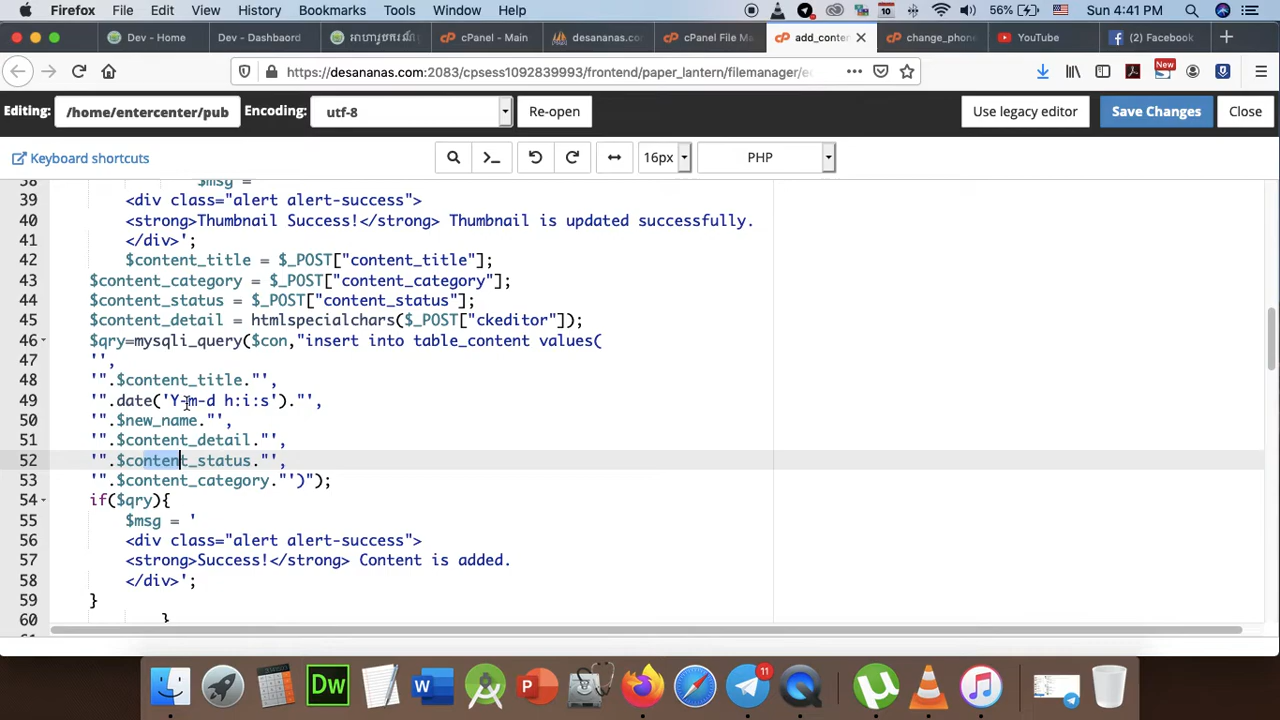 Firefox File Edit View History Bookmarks Tools Window Help 56% Sun 4:41 PM
Dev - Home Dev - Dashbaord cPanel - Main desananas.co cPanel File Ma add_conte change_phon YouTube (2) Facebook
https://desananas.com:2083/cpsess1092839993/frontend/paper_lantern/filemanager/e
New
Editing: /home/entercenter/pub Encoding: utf-8 Re-open Use legacy editor Save Changes Close
Keyboard shortcuts 16px PHP
38 $msg =
39 <div class="alert alert-success">
40 <strong>Thumbnail Success!</strong> Thumbnail is updated successfully.
41 </div>';
42 $content_title = $_POST["content_title"];
43 $content_category = $_POST["content_category"];
44 $content_status = $_POST["content_status"];
45 $content_detail = htmlspecialchars($_POST["ckeditor"]);
46 $qry=mysqli_query($con,"insert into table_content values(
47 '',
48 '".$content_title."',
49 '".date('Y-m-d h:i:s')."',
50 '".$new_name."',
51 '".$content_detail."',
52 '".$content_status."',
53 '".$content_category."')");
54 if($qry){
55 $msg = '
56 <div class="alert alert-success">
57 <strong>Success!</strong> Content is added.
58 </div>';
59 }
60 }
Dw W P 11